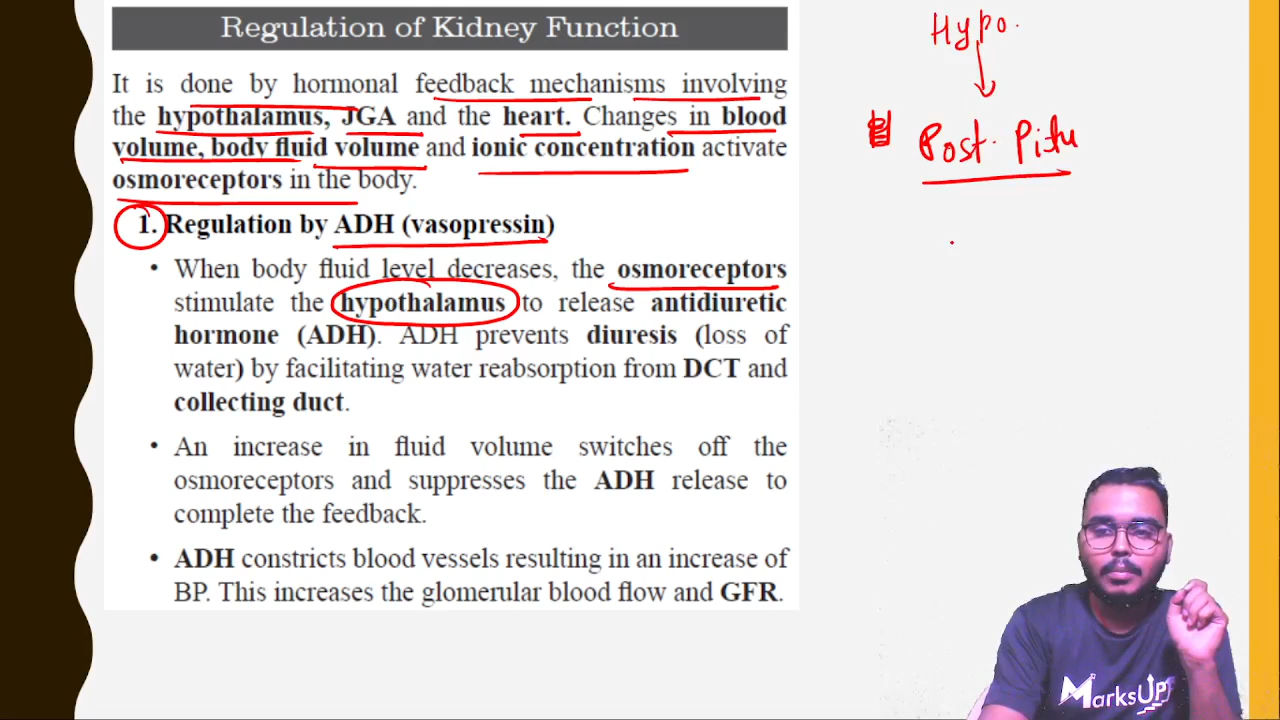 Regulation of Kidney Function
It is done by hormonal feedback mechanisms involving
the hypothalamus, JGA and the heart. Changes in blood
volume, body fluid volume and ionic concentration activate
osmoreceptors in the body.
1. Regulation by ADH (vasopressin)
• When body fluid level decreases, the osmoreceptors
stimulate the hypothalamus to release antidiuretic
hormone (ADH). ADH prevents diuresis (loss of
water) by facilitating water reabsorption from DCT and
collecting duct.
• An increase in fluid volume switches off the
osmoreceptors and suppresses the ADH release to
complete the feedback.
• ADH constricts blood vessels resulting in an increase of
BP. This increases the glomerular blood flow and GFR.
Hypo.
Post. Pitu
MarksUP